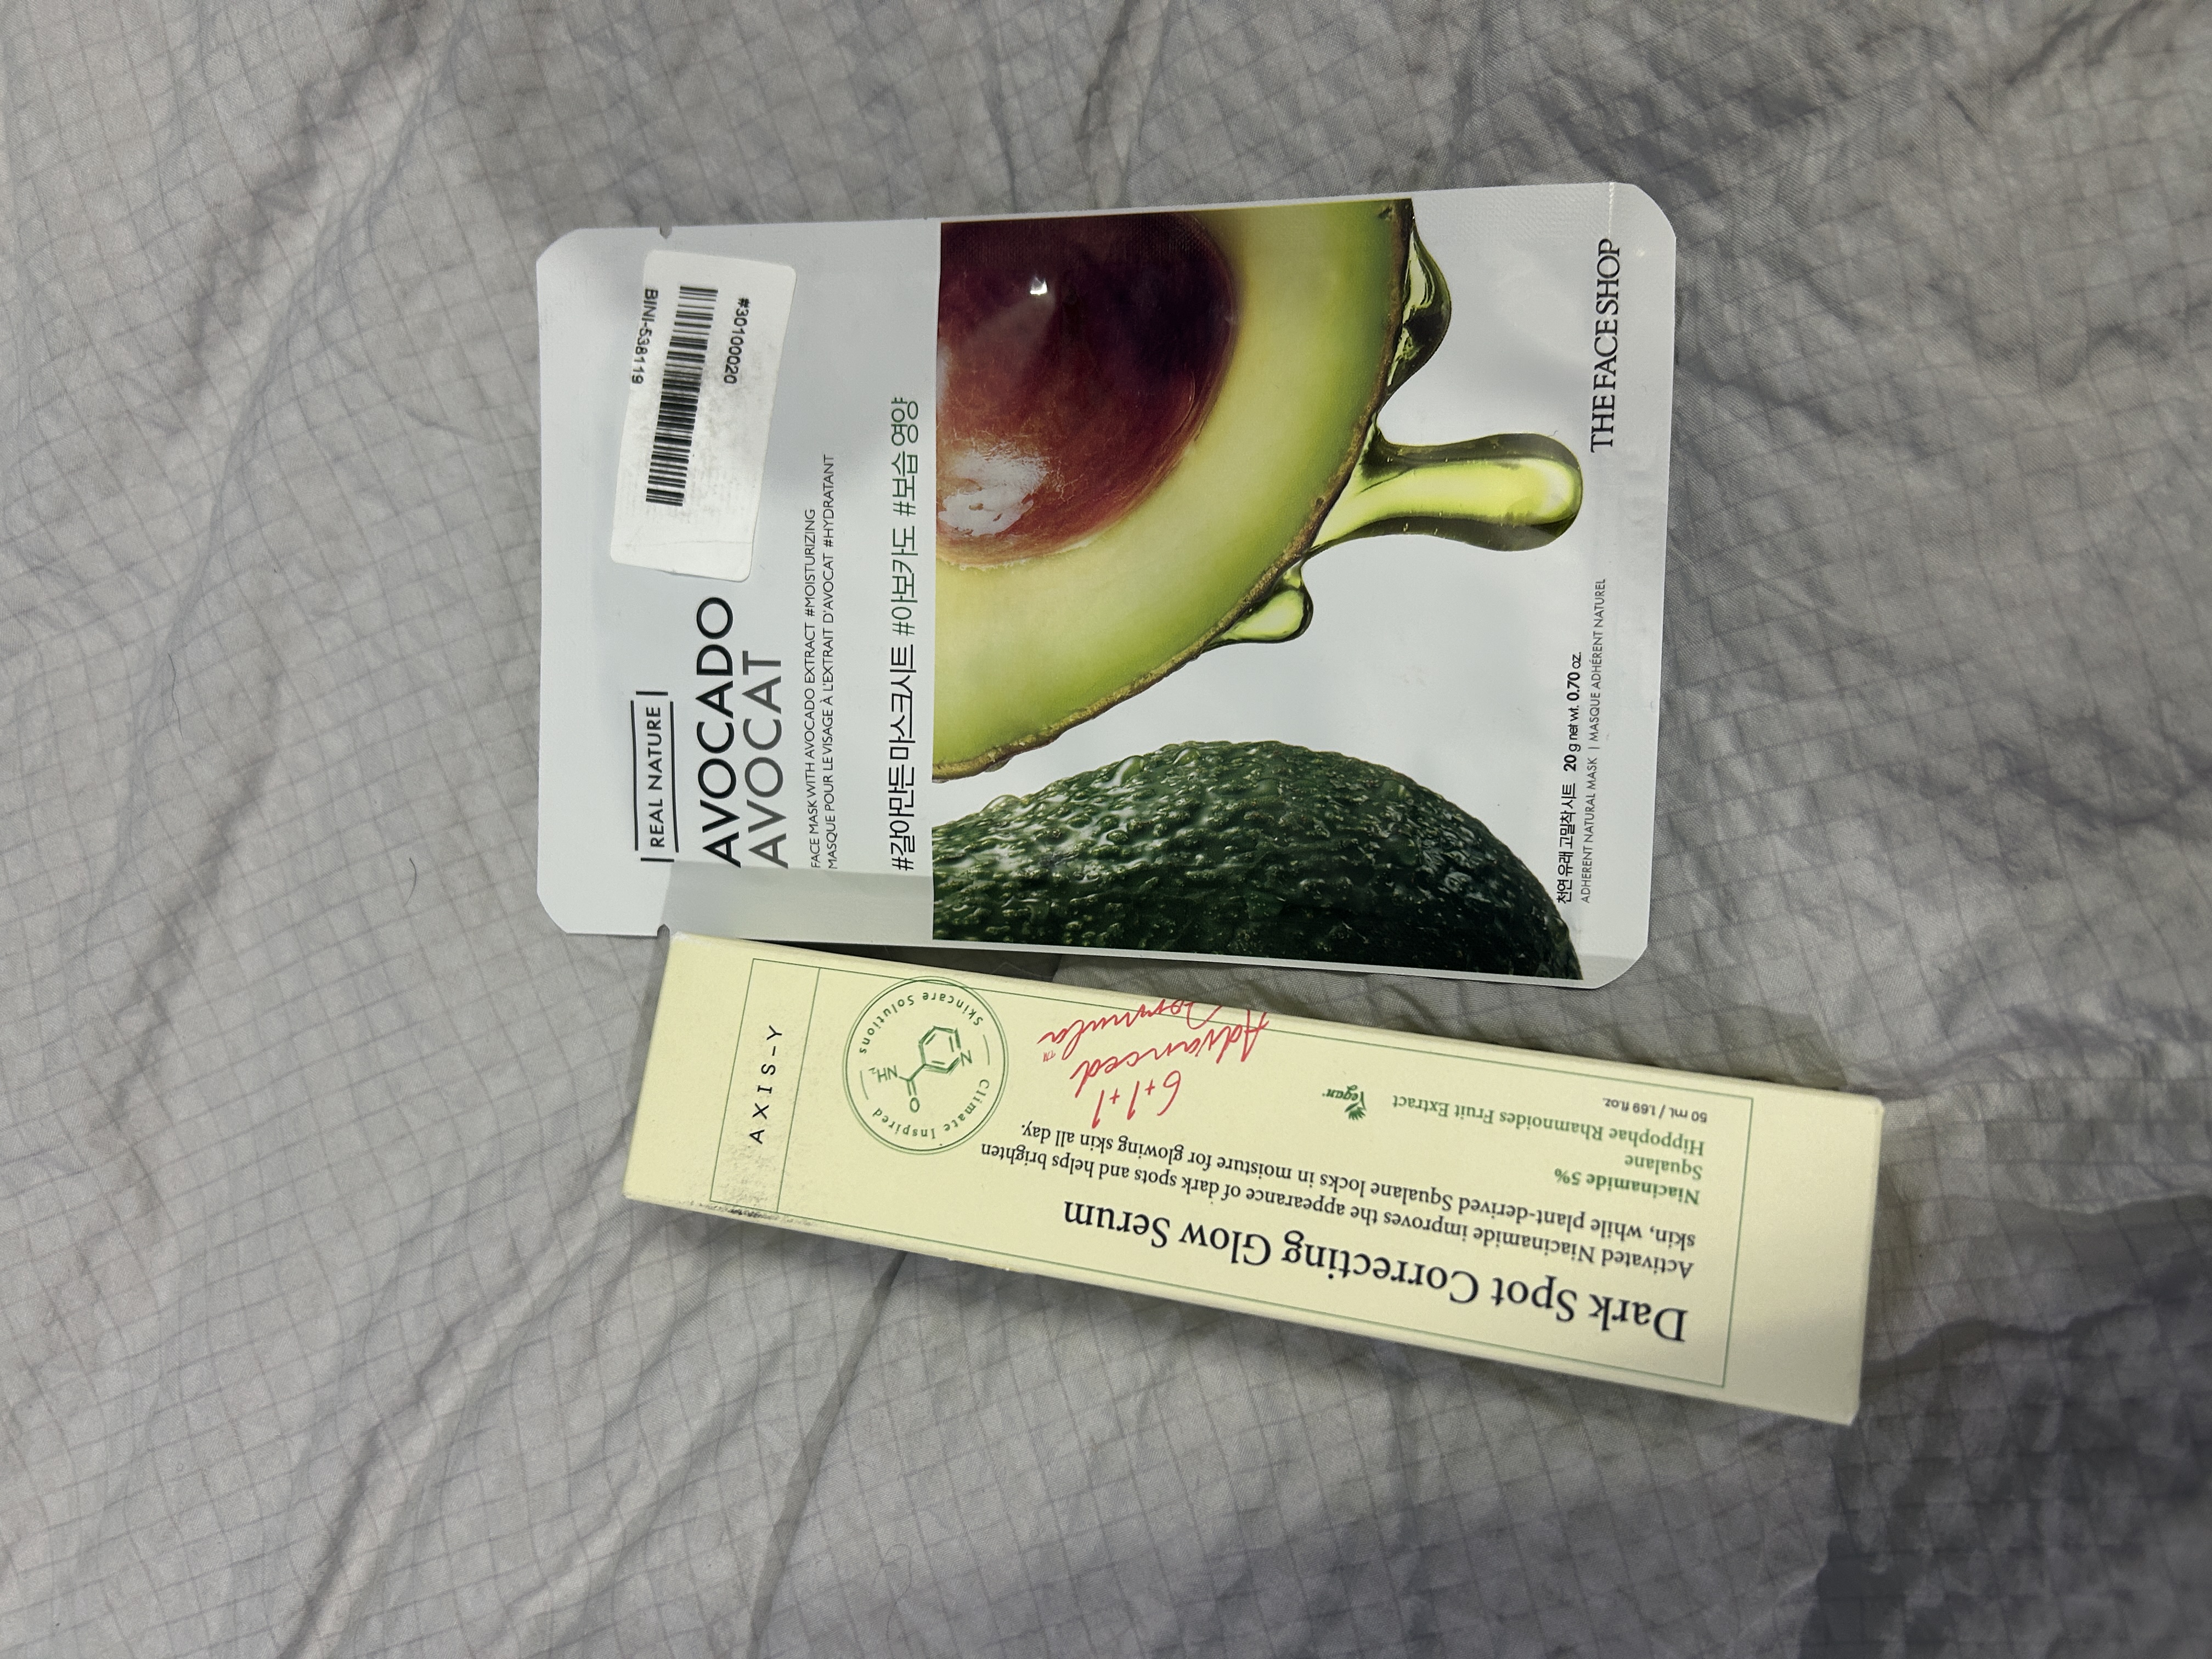 REAL NATURE
AVOCADO
AVOCAT
FACE MASK WITH AVOCADO EXTRACT #MOISTURIZING
MASQUE POUR LE VISAGE À L'EXTRAIT D'AVOCAT #HYDRATANT
#갈아만든 마스크시트 #아보카도 #보습 영양
#30100020
BINI-538119
천연 유래 고밀착 시트 20 g net wt. 0.70 oz.
ADHERENT NATURAL MASK | MASQUE ADHÉRENT NATUREL
THE FACE SHOP
AXIS-Y
Climate Inspired
Skincare Solutions
O
NH₂
N
6+1+1
Advanced
Formula™
Dark Spot Correcting Glow Serum
Activated Niacinamide improves the appearance of dark spots and helps brighten
skin, while plant-derived Squalane locks in moisture for glowing skin all day.
Niacinamide 5%
Squalane
Hippophae Rhamnoides Fruit Extract
Vegan
50 mL / 1.69 fl.oz.